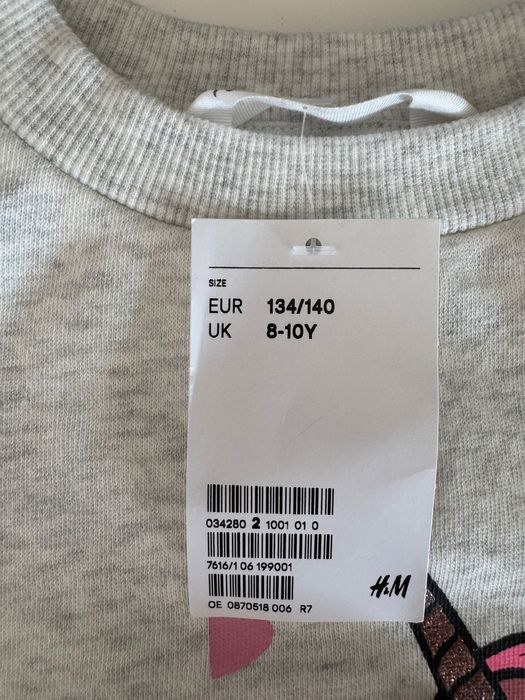 SIZE
EUR 134/140
UK 8-10Y
034280 2 1001 01 0
7616/1 06 199001
H&M
OE 0870518 006 R7